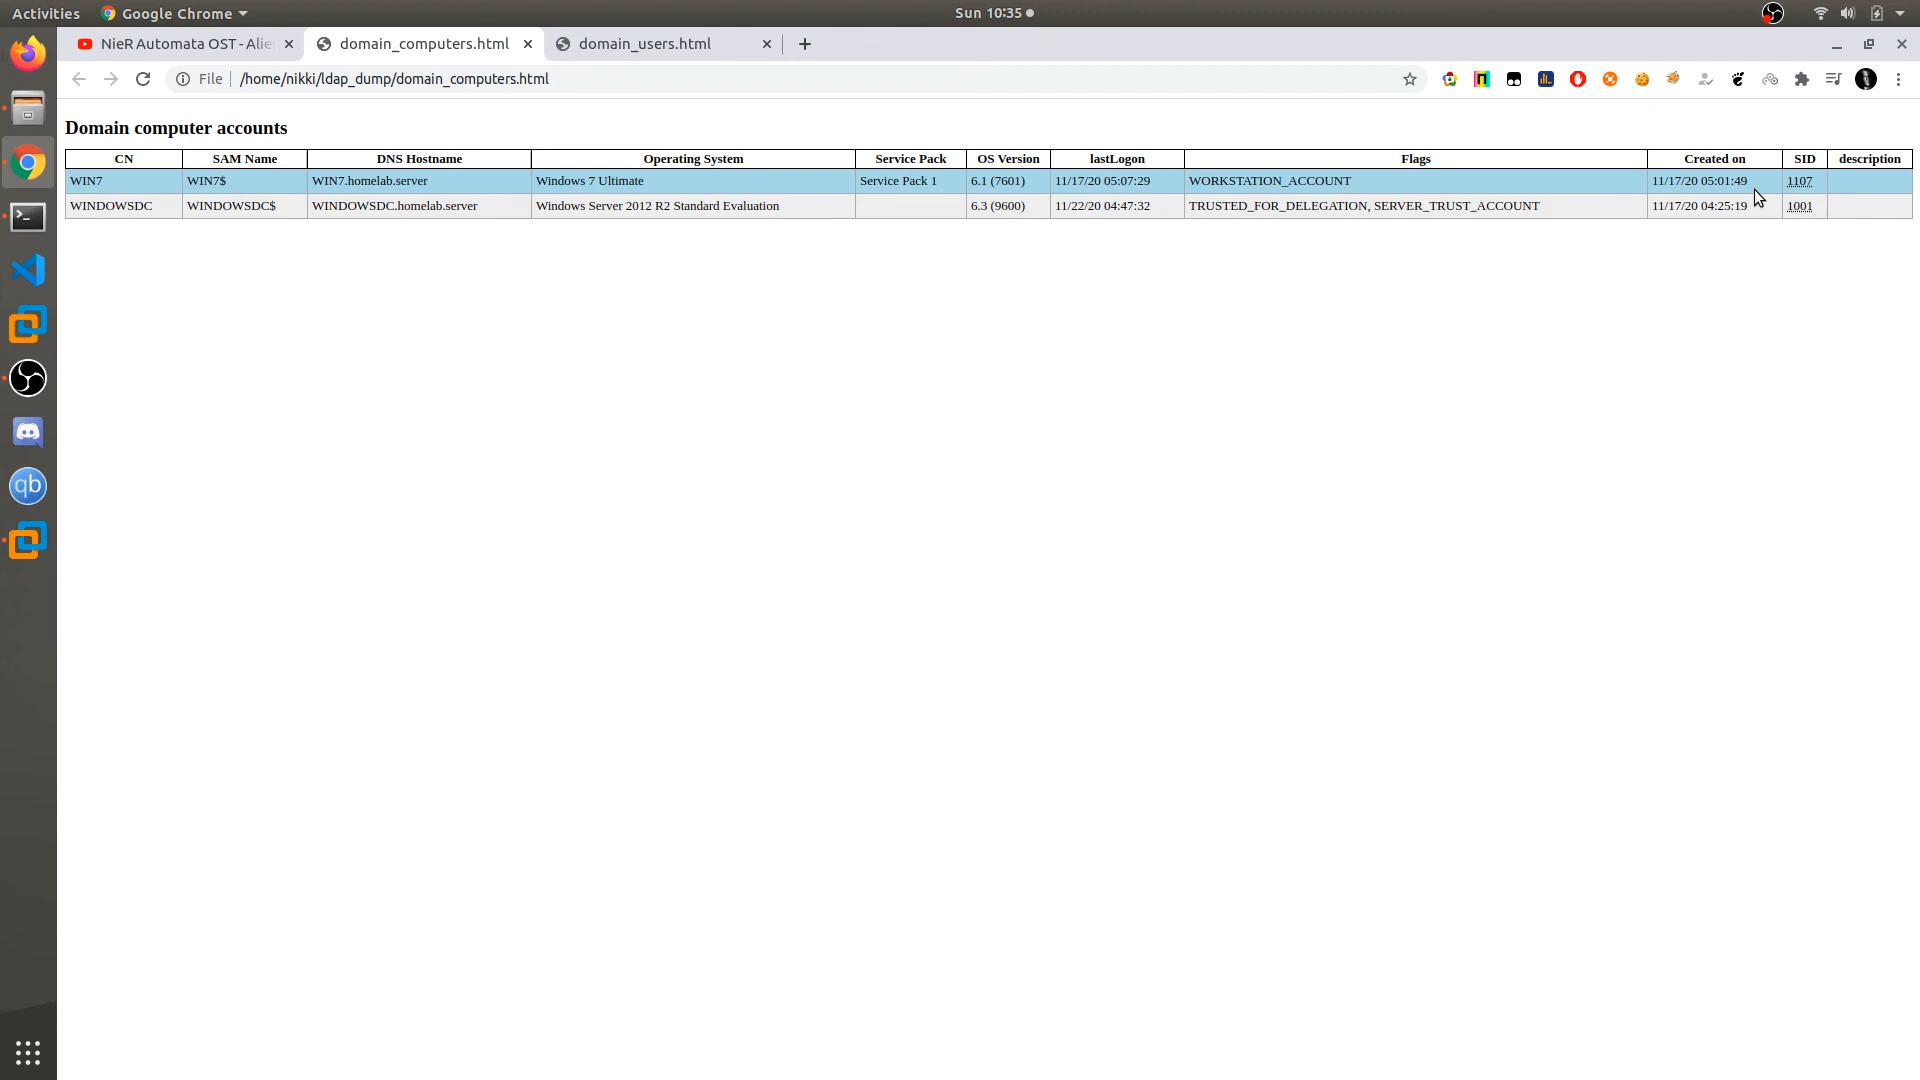 Activities Google Chrome Sun 10:35
NieR Automata OST - Alie domain_computers.html domain_users.html
File /home/nikki/ldap_dump/domain_computers.html
Domain computer accounts
CN SAM Name DNS Hostname Operating System Service Pack OS Version lastLogon Flags Created on SID description
WIN7 WIN7$ WIN7.homelab.server Windows 7 Ultimate Service Pack 1 6.1 (7601) 11/17/20 05:07:29 WORKSTATION_ACCOUNT 11/17/20 05:01:49 1107
WINDOWSDC WINDOWSDC$ WINDOWSDC.homelab.server Windows Server 2012 R2 Standard Evaluation 6.3 (9600) 11/22/20 04:47:32 TRUSTED_FOR_DELEGATION, SERVER_TRUST_ACCOUNT 11/17/20 04:25:19 1001
qb